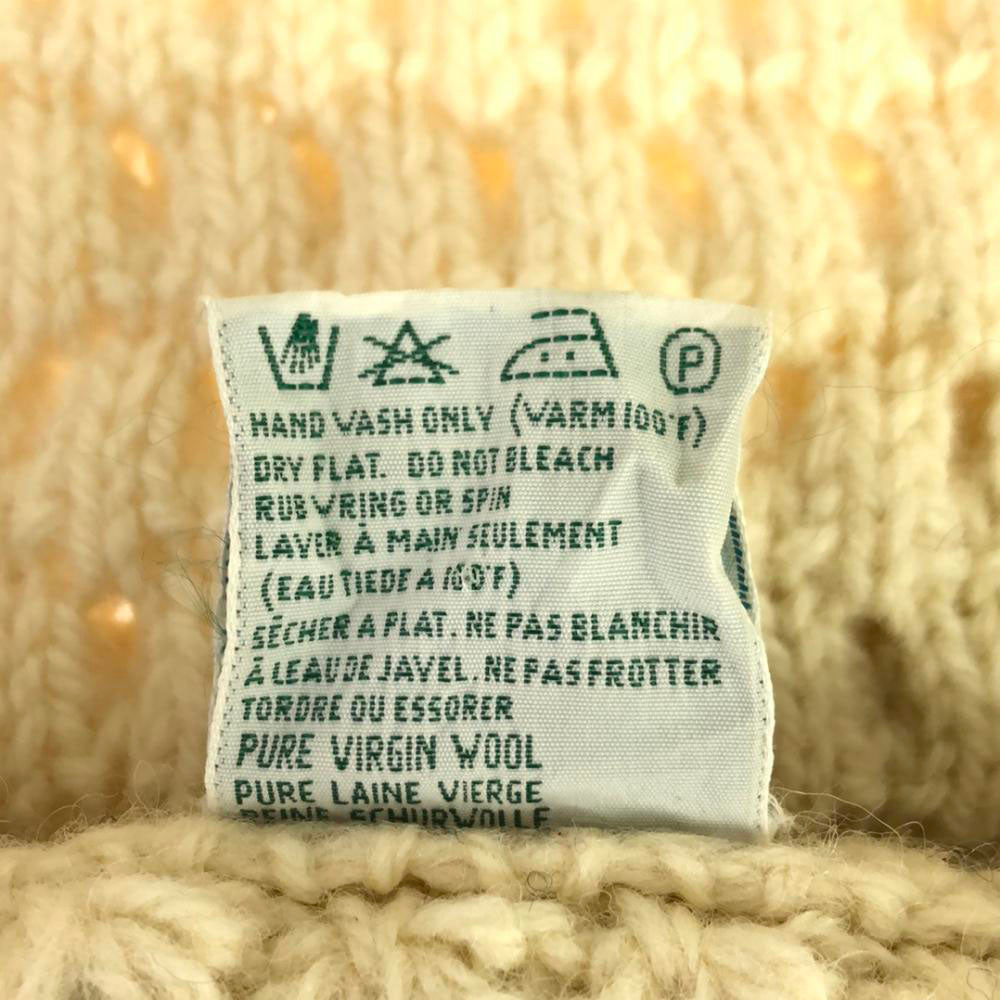 P
HAND WASH ONLY (WARM 100°F)
DRY FLAT. DO NOT BLEACH
RUB WRING OR SPIN
LAVER À MAIN SEULEMENT
(EAU TIEDE A 100°F)
SÉCHER A PLAT. NE PAS BLANCHIR
À LEAU DE JAVEL. NE PAS FROTTER
TORDRE OU ESSORER
PURE VIRGIN WOOL
PURE LAINE VIERGE
REINE SCHURWOLLE